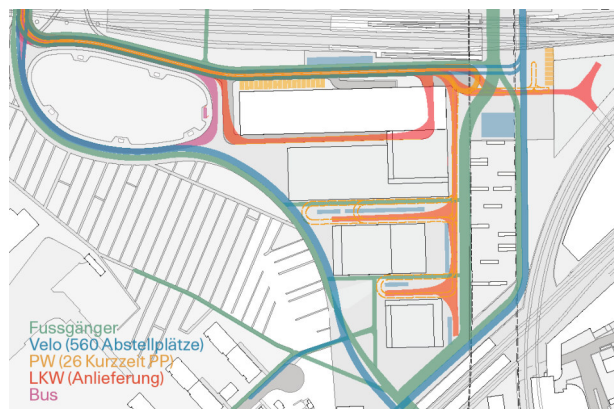 Fussgänger
Velo (560 Abstellplätze)
PW (26 Kurzzeit PP)
LKW (Anlieferung)
Bus